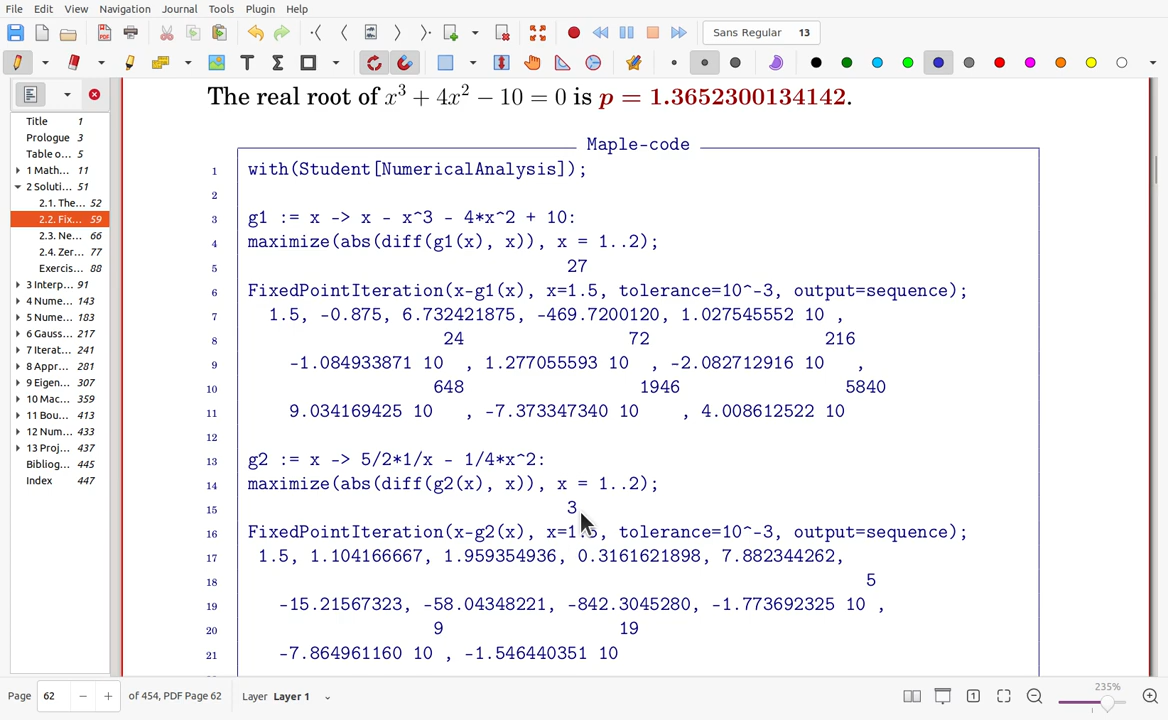 File Edit View Navigation Journal Tools Plugin Help
Sans Regular 13
Title 1
Prologue 3
Table o... 5
1 Math... 11
2 Soluti... 51
2.1. The... 52
2.2. Fix... 59
2.3. Ne... 66
2.4. Zer... 77
Exercis... 88
3 Interp... 91
4 Nume... 143
5 Nume... 183
6 Gauss... 217
7 Iterat... 241
8 Appr... 281
9 Eigen... 307
10 Mac... 359
11 Bou... 413
12 Num... 433
13 Proj... 437
Bibliog... 445
Index 447
The real root of x³ + 4x² − 10 = 0 is p = 1.3652300134142.
Maple-code
1 with(Student[NumericalAnalysis]);
2
3 g1 := x -> x - x^3 - 4*x^2 + 10:
4 maximize(abs(diff(g1(x), x)), x = 1..2);
5 27
6 FixedPointIteration(x-g1(x), x=1.5, tolerance=10^-3, output=sequence);
7 1.5, -0.875, 6.732421875, -469.7200120, 1.027545552 10 ,
8 24 72 216
9 -1.084933871 10 , 1.277055593 10 , -2.082712916 10 ,
10 648 1946 5840
11 9.034169425 10 , -7.373347340 10 , 4.008612522 10
12
13 g2 := x -> 5/2*1/x - 1/4*x^2:
14 maximize(abs(diff(g2(x), x)), x = 1..2);
15 3
16 FixedPointIteration(x-g2(x), x=1.5, tolerance=10^-3, output=sequence);
17 1.5, 1.104166667, 1.959354936, 0.3161621898, 7.882344262,
18 5
19 -15.21567323, -58.04348221, -842.3045280, -1.773692325 10 ,
20 9 19
21 -7.864961160 10 , -1.546440351 10
Page 62 − + of 454, PDF Page 62 Layer Layer 1 235%